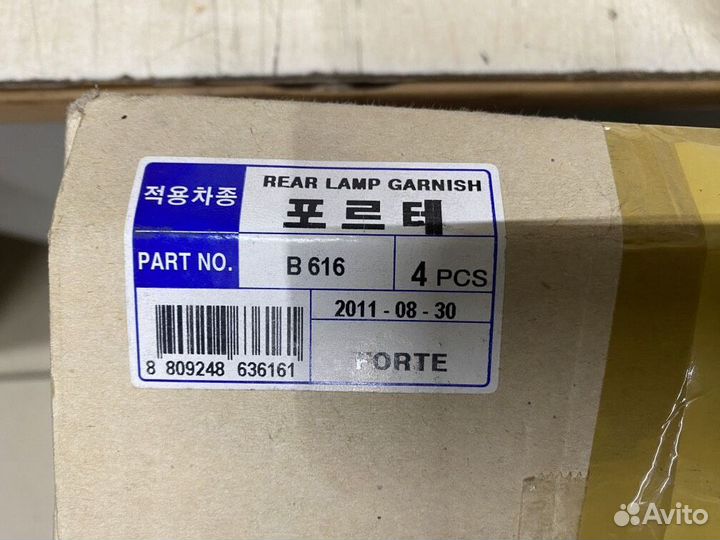 적용차종
REAR LAMP GARNISH
포르테
PART NO.
B 616
4 PCS
2011 - 08 - 30
8 809248 636161
FORTE
Avito